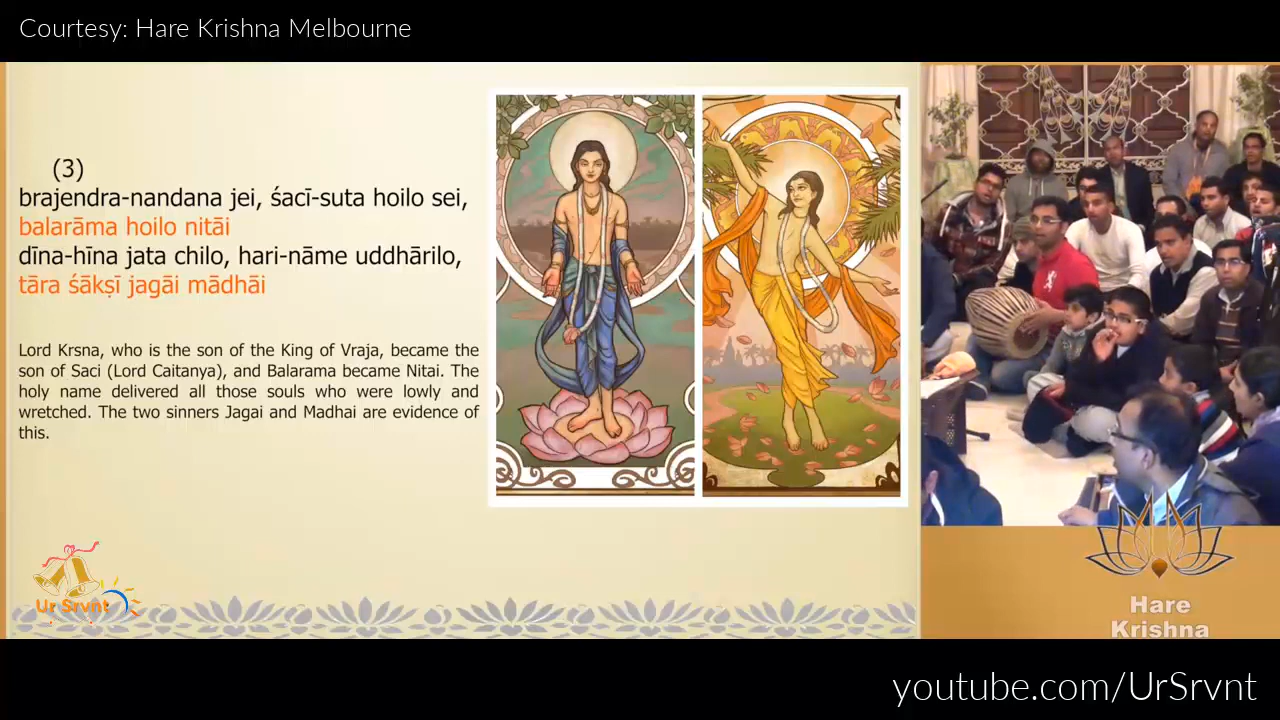 Courtesy: Hare Krishna Melbourne
(3)
brajendra-nandana jei, śacī-suta hoilo sei,
balarāma hoilo nitāi
dīna-hīna jata chilo, hari-nāme uddhārilo,
tāra śākṣī jagāi mādhāi
Lord Krsna, who is the son of the King of Vraja, became the
son of Saci (Lord Caitanya), and Balarama became Nitai. The
holy name delivered all those souls who were lowly and
wretched. The two sinners Jagai and Madhai are evidence of
this.
Ur Srvnt
Hare
Krishna
youtube.com/UrSrvnt